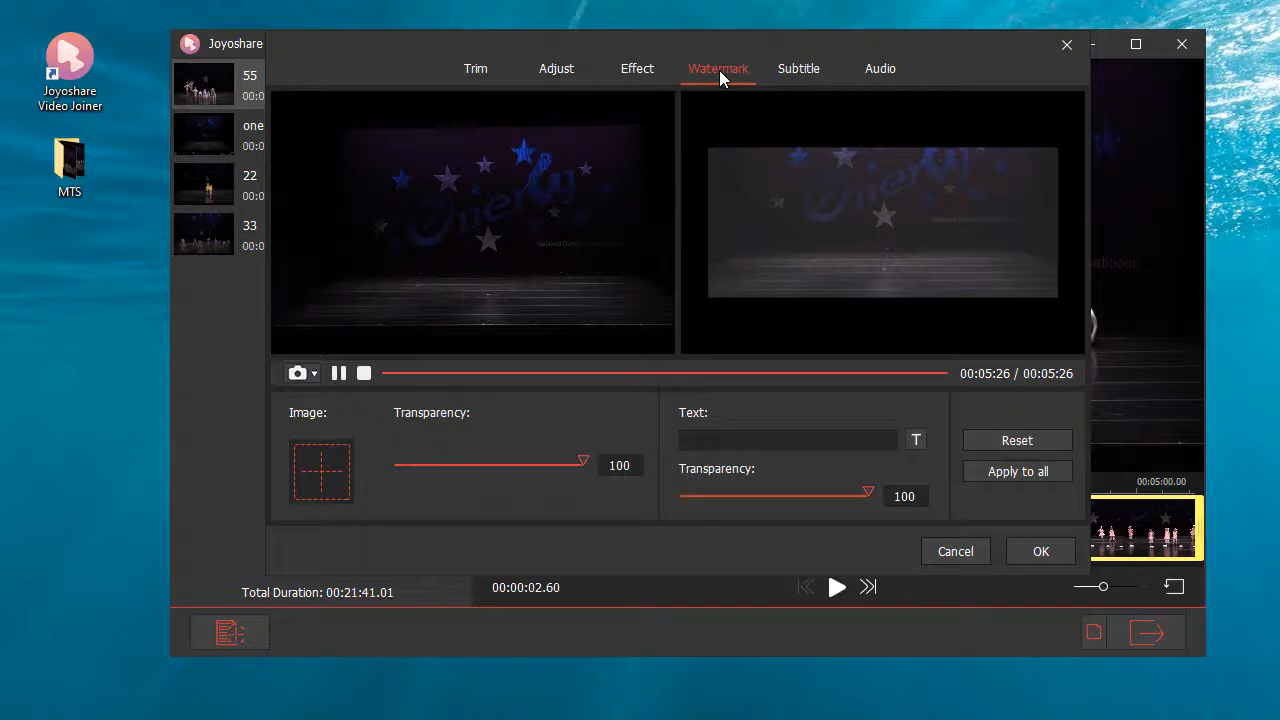 Joyoshare
Video Joiner
MTS
Joyoshare
55
00:0
one
00:0
22
00:0
33
00:0
Trim
Adjust
Effect
Watermark
Subtitle
Audio
00:05:26 / 00:05:26
Image:
Transparency:
100
Text:
T
Transparency:
100
Reset
Apply to all
Cancel
OK
00:05:00.00
Total Duration: 00:21:41.01
00:00:02.60